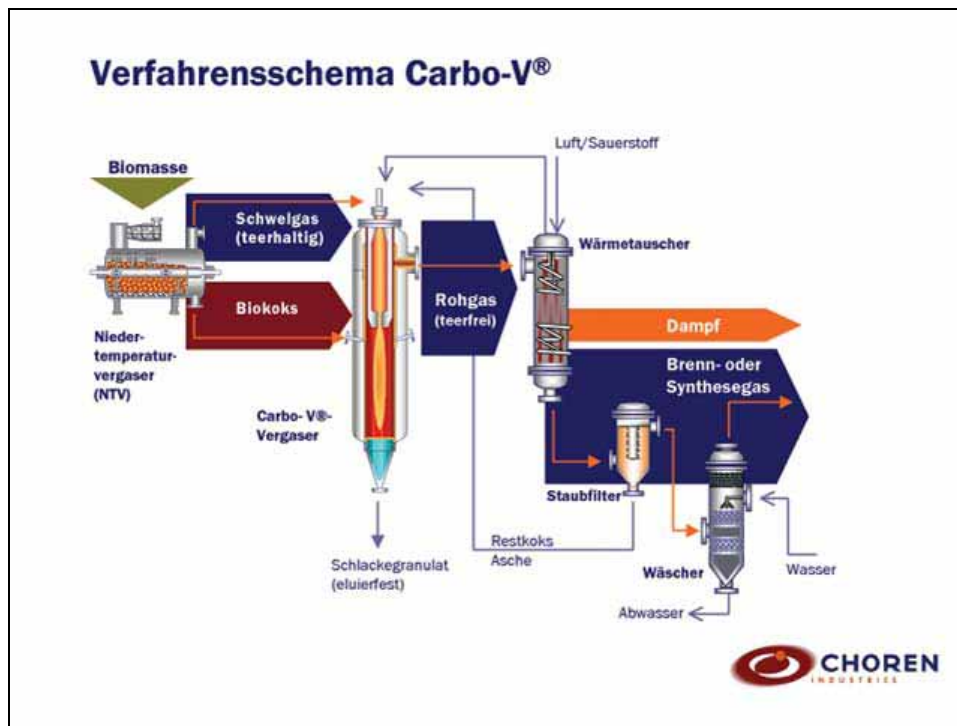 Verfahrensschema Carbo-V®
Luft/Sauerstoff
Biomasse
Schwelgas
(teerhaltig)
Wärmetauscher
Biokoks
Rohgas
(teerfrei)
Dampf
Nieder-
temperatur-
vergaser
(NTV)
Brenn- oder
Synthesegas
Carbo- V®-
Vergaser
Staubfilter
Restkoks
Asche
Schlackegranulat
(eluierfest)
Wäscher
Wasser
Abwasser
CHOREN
INDUSTRIES